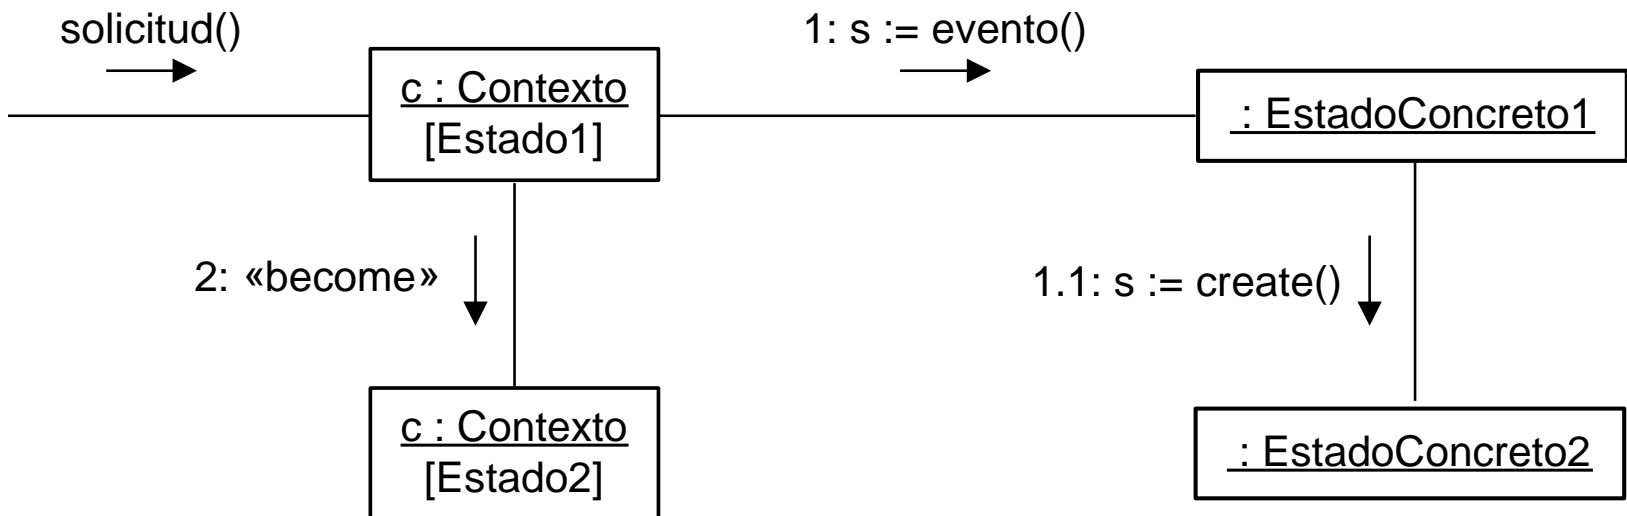 solicitud()
1: s := evento()
c : Contexto
[Estado1]
: EstadoConcreto1
2: «become»
1.1: s := create()
c : Contexto
[Estado2]
: EstadoConcreto2